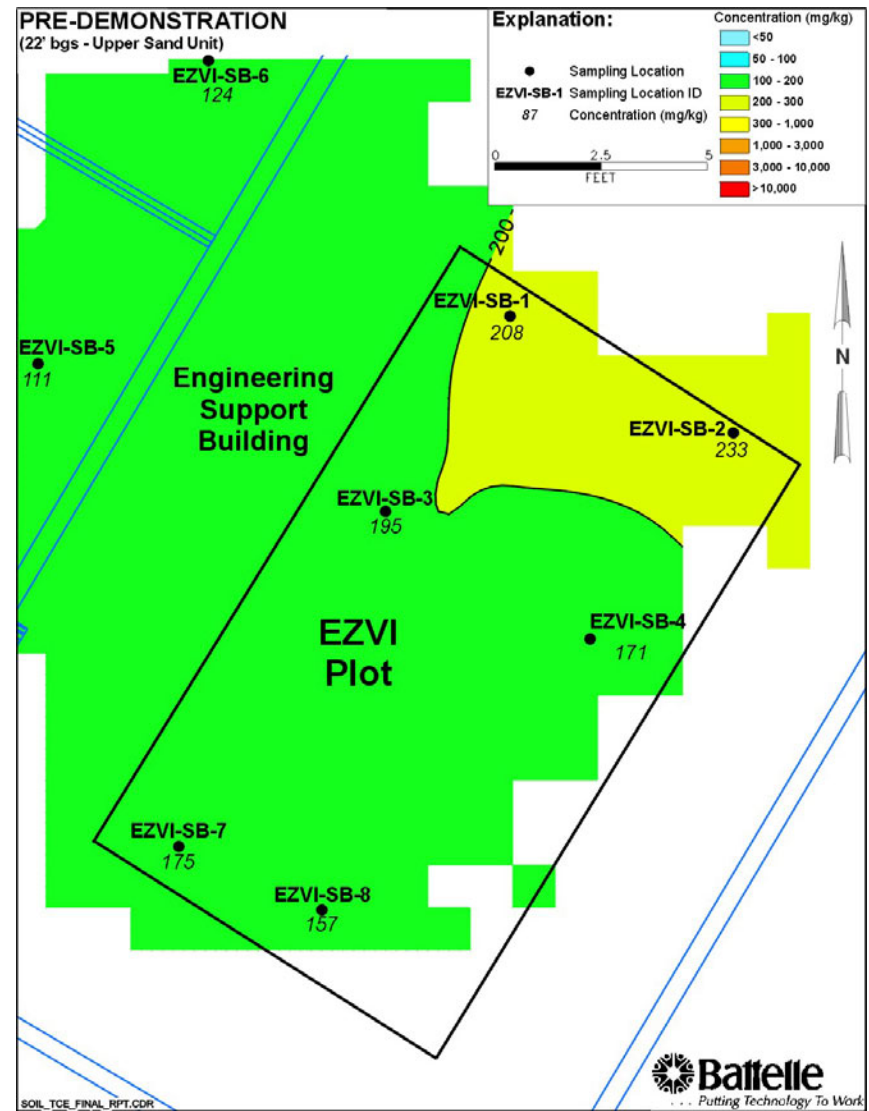 PRE-DEMONSTRATION
(22' bgs - Upper Sand Unit)
Explanation:
Sampling Location
EZVI-SB-1 Sampling Location ID
87 Concentration (mg/kg)
0 2.5 5
FEET
Concentration (mg/kg)
<50
50 - 100
100 - 200
200 - 300
300 - 1,000
1,000 - 3,000
3,000 - 10,000
>10,000
EZVI-SB-6
124
200
EZVI-SB-1
208
N
EZVI-SB-5
111
Engineering
Support
Building
EZVI-SB-2
233
EZVI-SB-3
195
EZVI
Plot
EZVI-SB-4
171
EZVI-SB-7
175
EZVI-SB-8
157
Battelle
. . . Putting Technology To Work
SOIL_TCE_FINAL_RPT.CDR